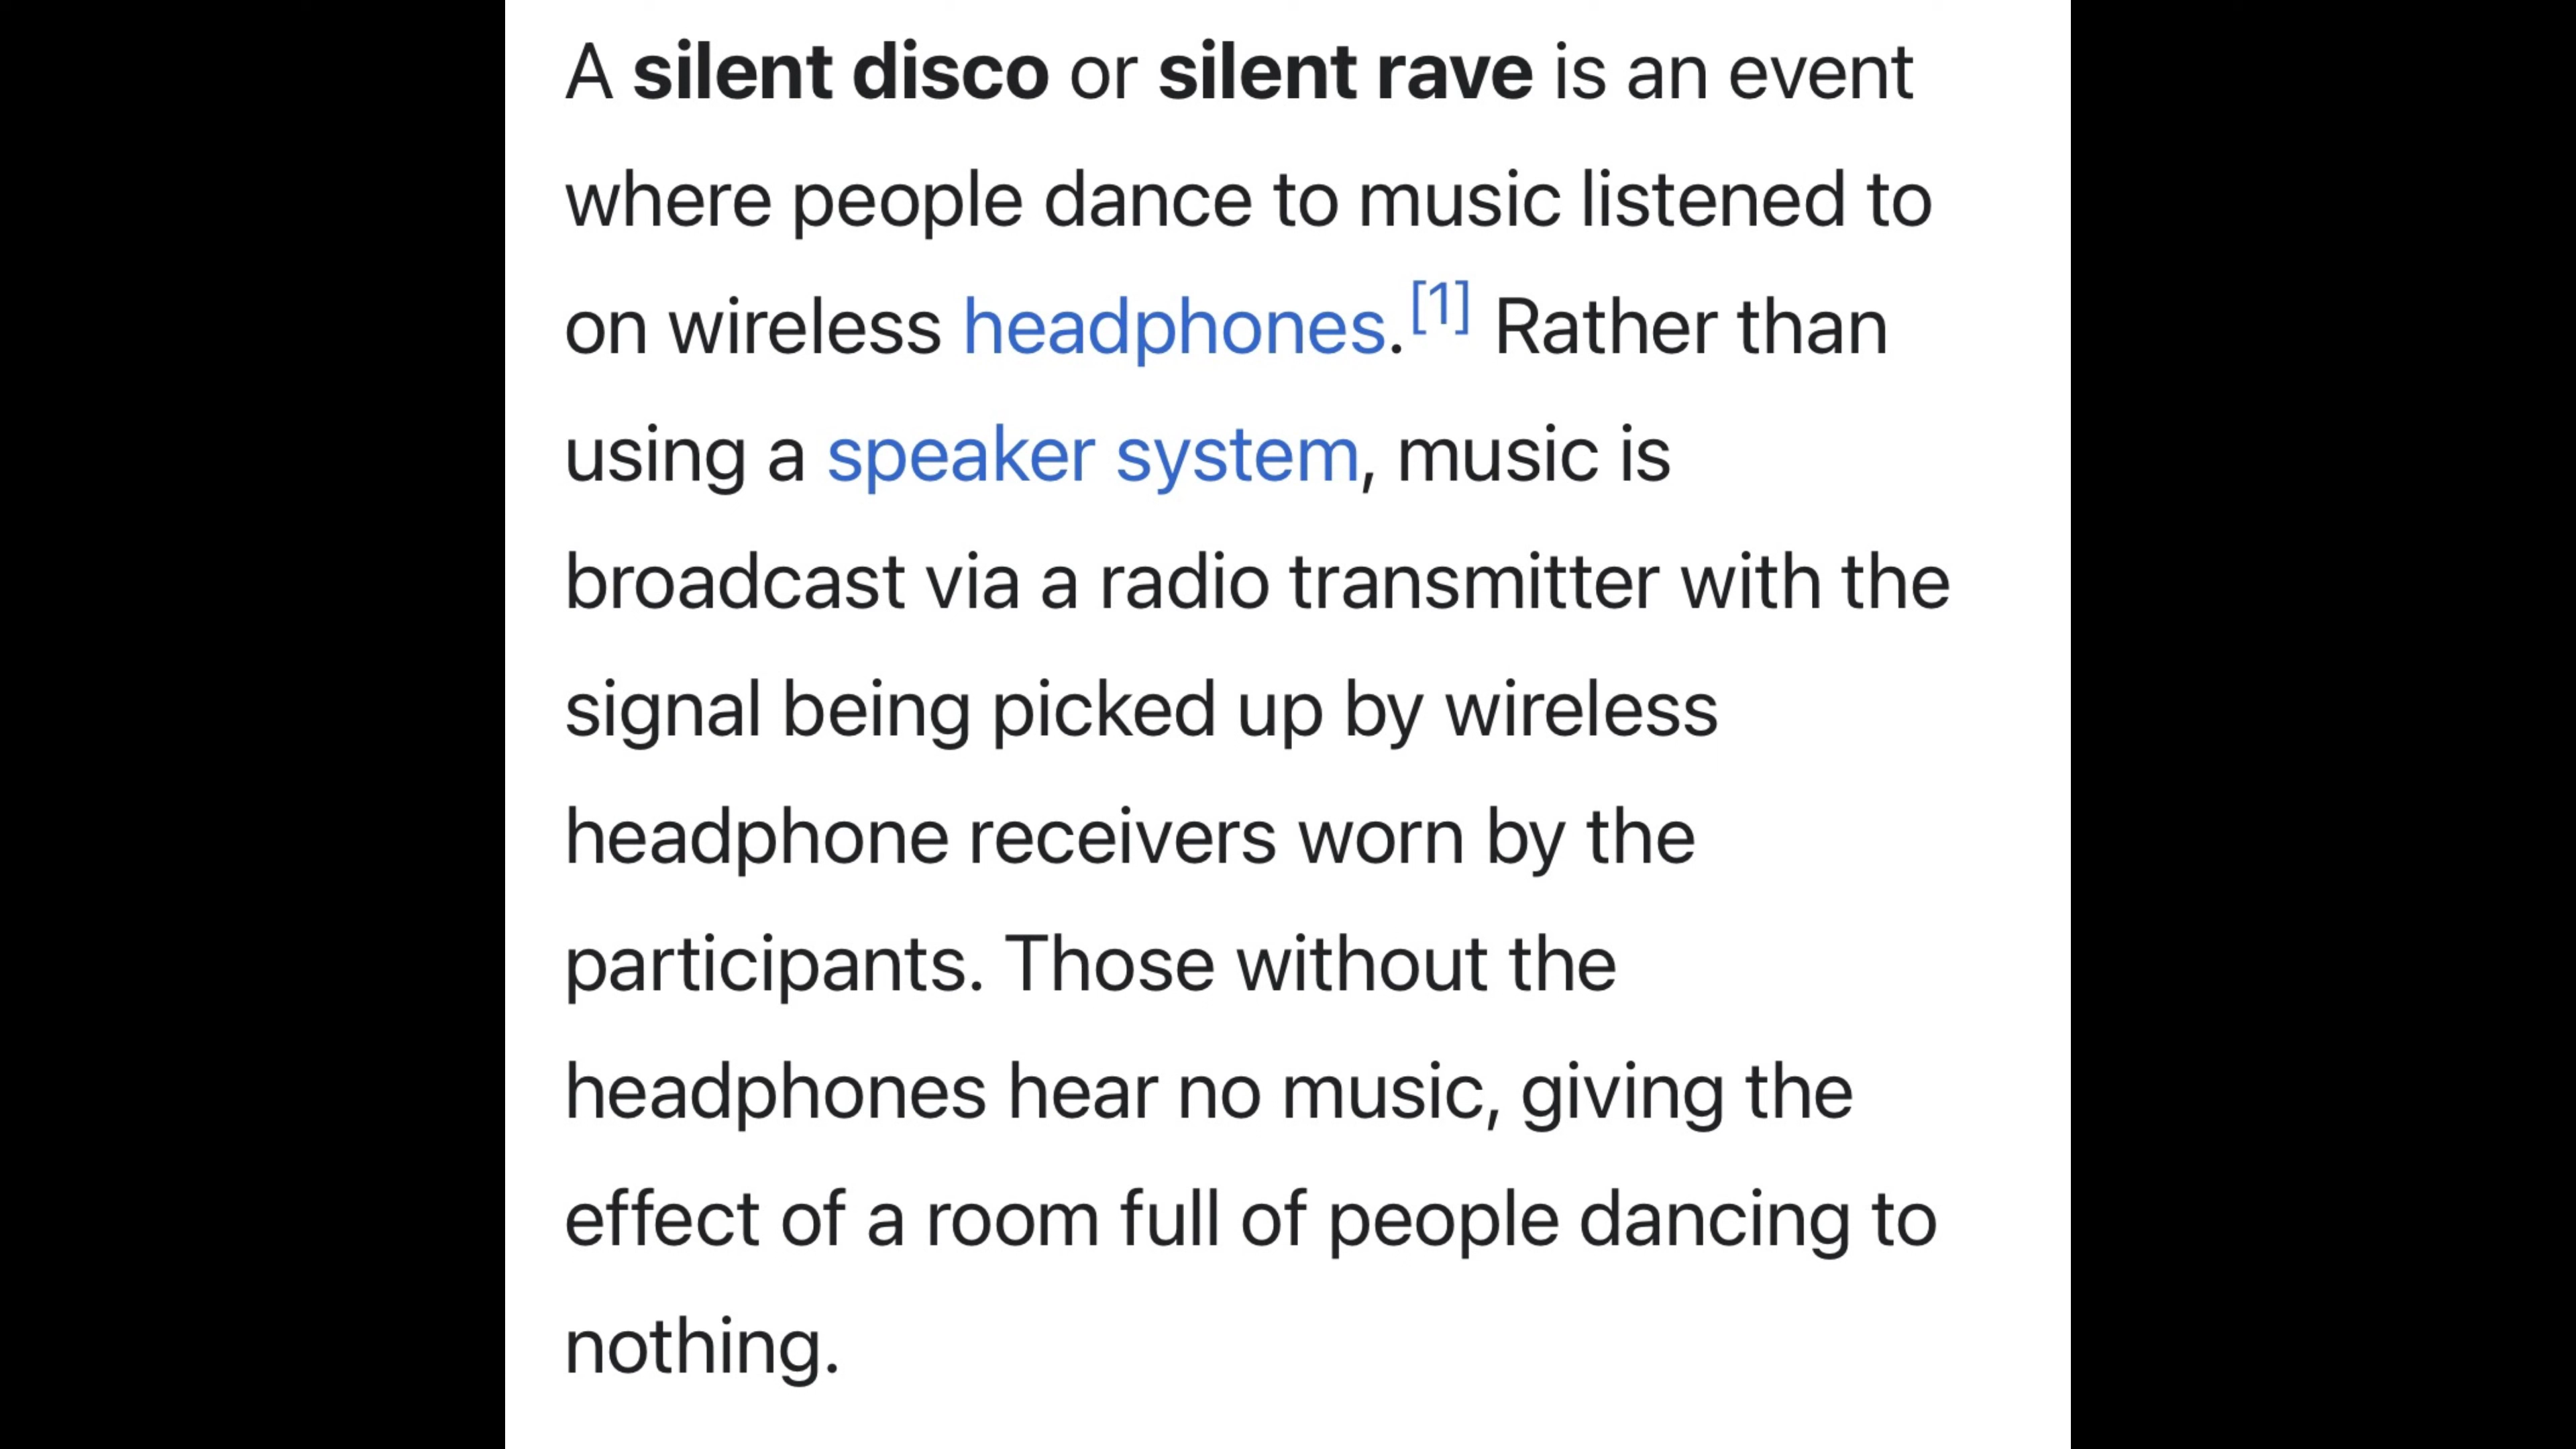 A silent disco or silent rave is an event
where people dance to music listened to
on wireless headphones.[1] Rather than
using a speaker system, music is
broadcast via a radio transmitter with the
signal being picked up by wireless
headphone receivers worn by the
participants. Those without the
headphones hear no music, giving the
effect of a room full of people dancing to
nothing.